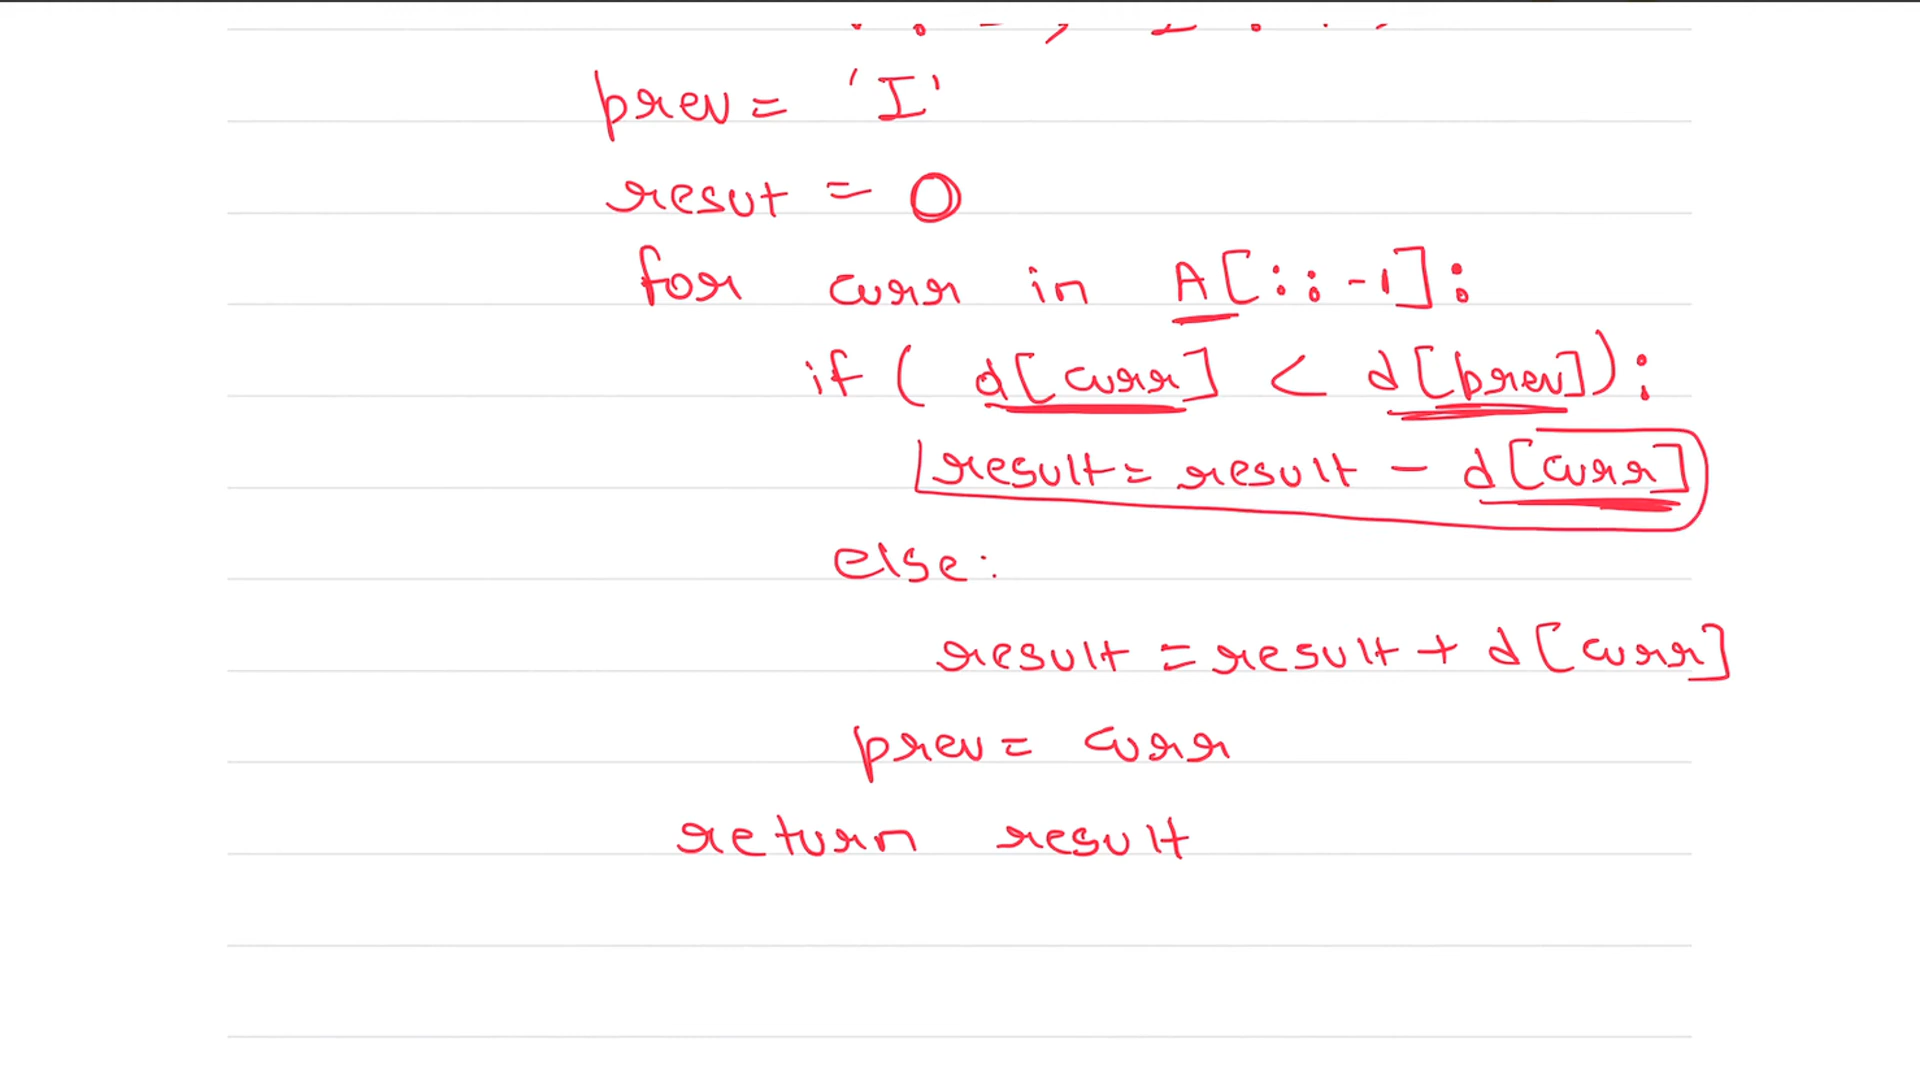 prev = 'I'
resut = 0
for curr in A[::-1]:
if ( d[curr] < d[prev]):
result = result - d[curr]
else:
result = result + d[curr]
prev = curr
return result